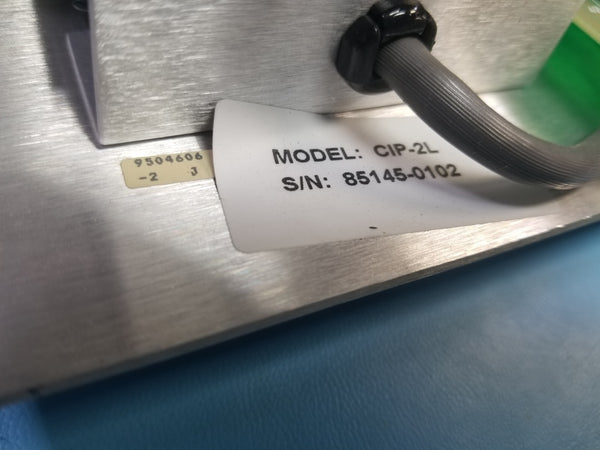 9504606
-2 J
MODEL: CIP-2L
S/N: 85145-0102